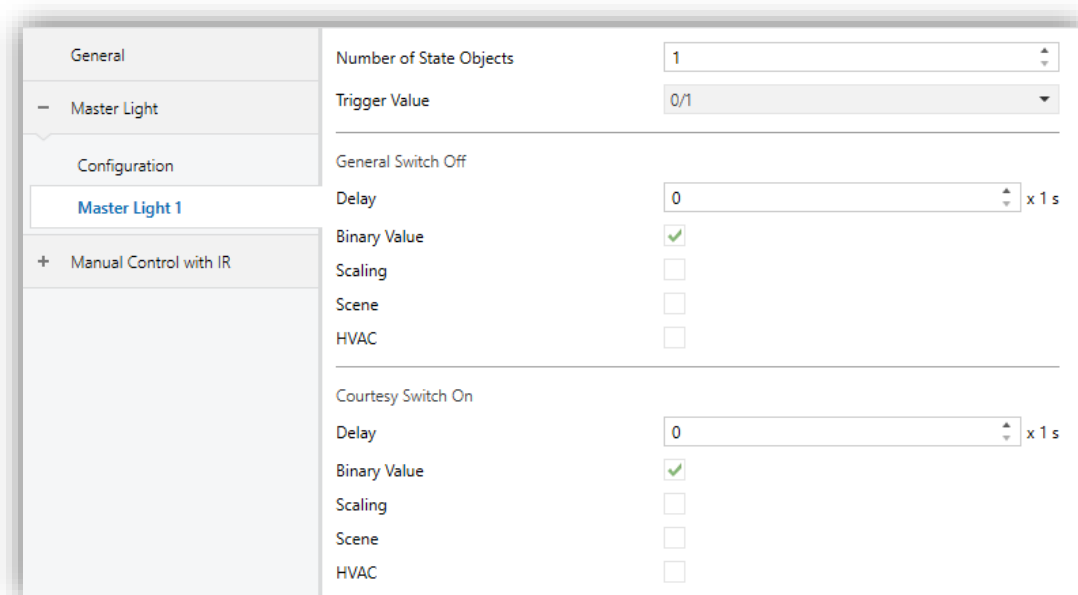 General
Master Light
Configuration
Master Light 1
Manual Control with IR
Number of State Objects 1
Trigger Value 0/1
General Switch Off
Delay 0 x 1 s
Binary Value
Scaling
Scene
HVAC
Courtesy Switch On
Delay 0 x 1 s
Binary Value
Scaling
Scene
HVAC